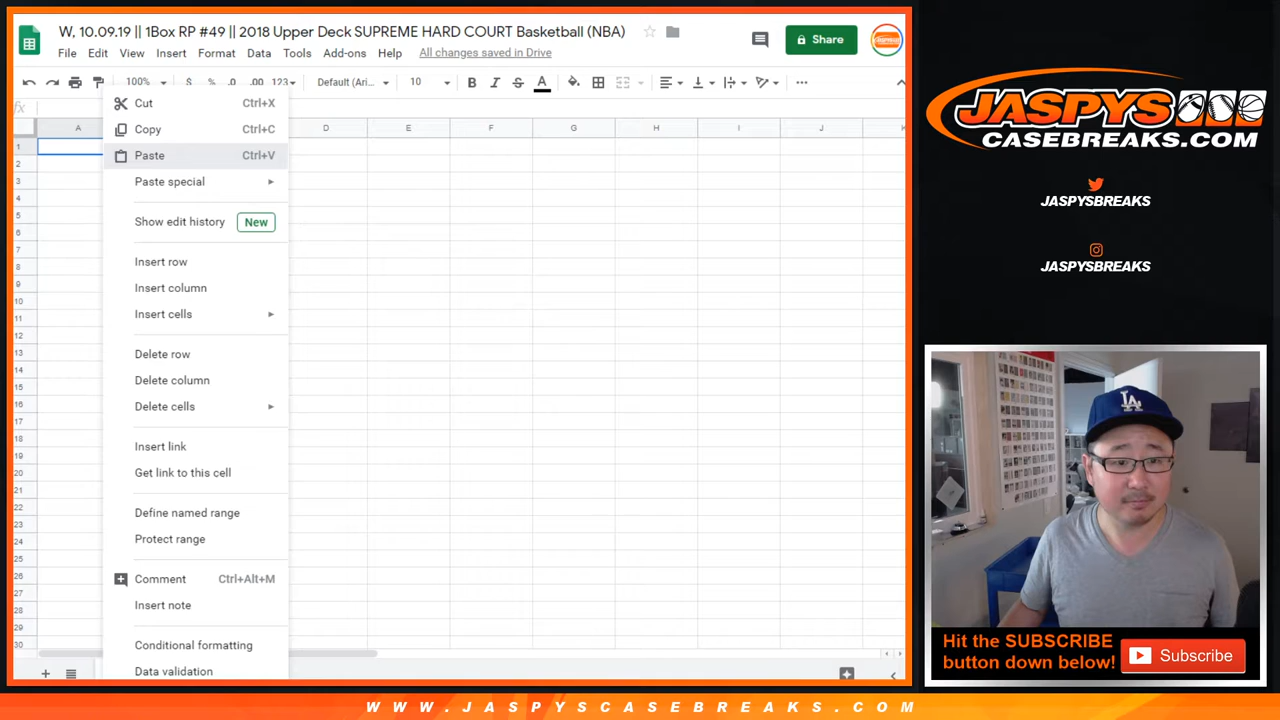 W, 10.09.19 || 1Box RP #49 || 2018 Upper Deck SUPREME HARD COURT Basketball (NBA)
Share
File Edit View Insert Format Data Tools Add-ons Help All changes saved in Drive
100% $ % .0 .00 123 Default (Ari... 10 B I S A
fx
A D E F G H I J K
Cut Ctrl+X
Copy Ctrl+C
Paste Ctrl+V
Paste special
Show edit history New
Insert row
Insert column
Insert cells
Delete row
Delete column
Delete cells
Insert link
Get link to this cell
Define named range
Protect range
Comment Ctrl+Alt+M
Insert note
Conditional formatting
Data validation
1
2
3
4
5
6
7
8
9
10
11
12
13
14
15
16
17
18
19
20
21
22
23
24
25
26
27
28
29
30
JASPYS
CASEBREAKS.COM
JASPYSBREAKS
JASPYSBREAKS
LA
Hit the SUBSCRIBE
button down below!
Subscribe
WWW.JASPYSCASEBREAKS.COM